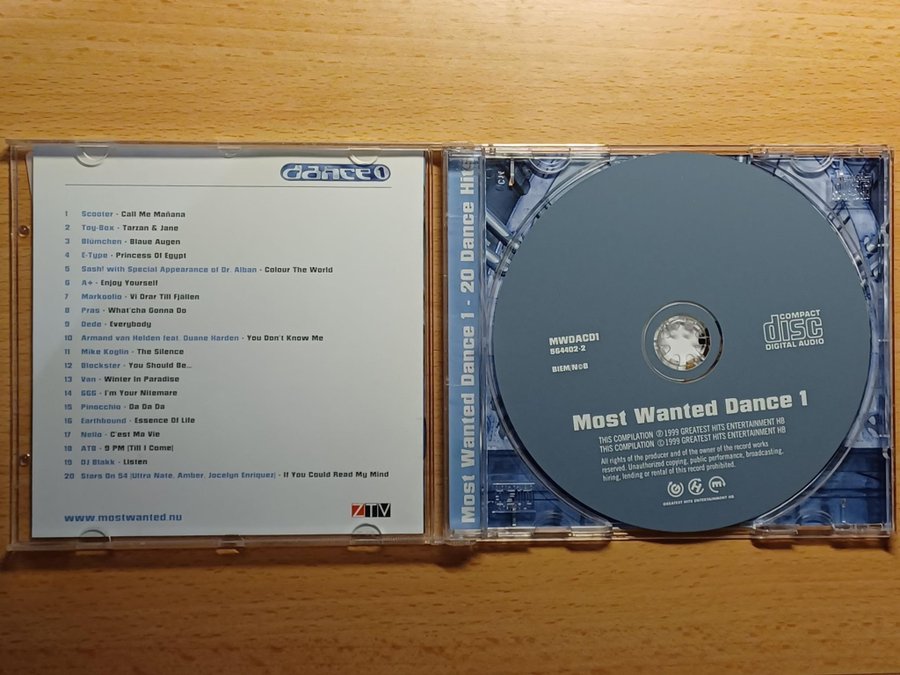 dance 1
1 Scooter - Call Me Mañana
2 Toy-Box - Tarzan & Jane
3 Blümchen - Blaue Augen
4 E-Type - Princess Of Egypt
5 Sash! with Special Appearance of Dr. Alban - Colour The World
6 A+ - Enjoy Yourself
7 Markoolio - Vi Drar Till Fjällen
8 Pras - What'cha Gonna Do
9 Dede - Everybody
10 Armand van Helden feat. Duane Harden - You Don't Know Me
11 Mike Koglin - The Silence
12 Blockster - You Should Be...
13 Van - Winter In Paradise
14 666 - I'm Your Nitemare
15 Pinocchio - Da Da Da
16 Earthbound - Essence Of Life
17 Nello - C'est Ma Vie
18 ATB - 9 PM (Till I Come)
19 DJ Blakk - Listen
20 Stars On 54 (Ultra Nate, Amber, Jocelyn Enriquez) - If You Could Read My Mind
www.mostwanted.nu
ZTV
Most Wanted Dance 1 - 20 Dance Hits
MWDACD1
864402-2
BIEM/NCB
COMPACT
disc
DIGITAL AUDIO
Most Wanted Dance 1
THIS COMPILATION ℗ 1999 GREATEST HITS ENTERTAINMENT HB
THIS COMPILATION © 1999 GREATEST HITS ENTERTAINMENT HB
All rights of the producer and of the owner of the record works
reserved. Unauthorized copying, public performance, broadcasting,
hiring, lending or rental of this record prohibited.
GREATEST HITS ENTERTAINMENT HB